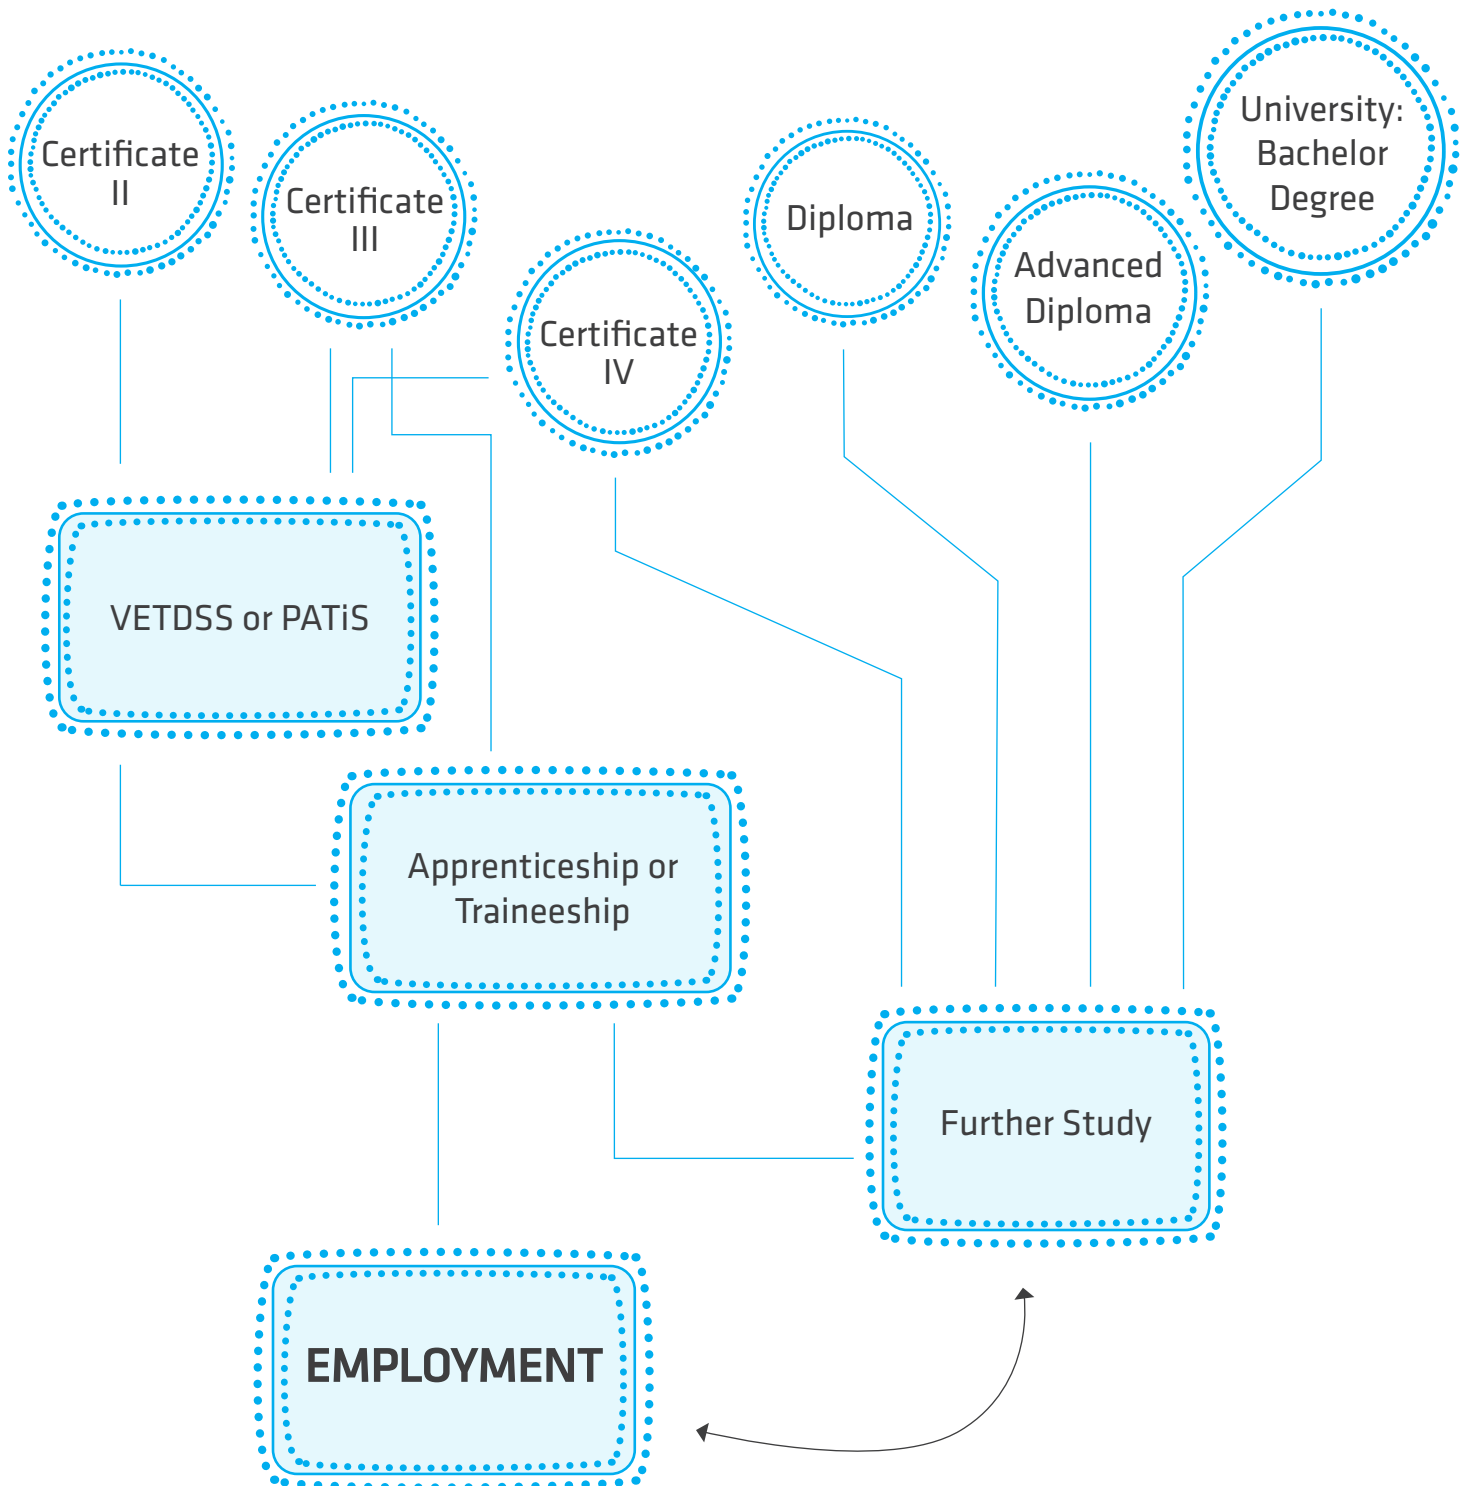 Certificate
II
Certificate
III
Certificate
IV
Diploma
Advanced
Diploma
University:
Bachelor
Degree
VETDSS or PATiS
Apprenticeship or
Traineeship
Further Study
EMPLOYMENT